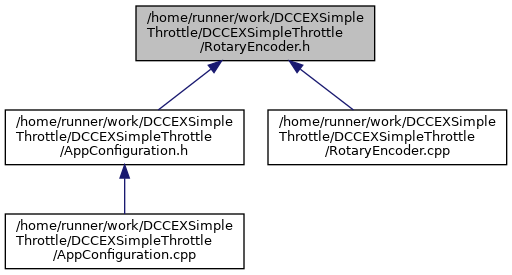 /home/runner/work/DCCEXSimple
Throttle/DCCEXSimpleThrottle
/RotaryEncoder.h
/home/runner/work/DCCEXSimple
Throttle/DCCEXSimpleThrottle
/AppConfiguration.h
/home/runner/work/DCCEXSimple
Throttle/DCCEXSimpleThrottle
/RotaryEncoder.cpp
/home/runner/work/DCCEXSimple
Throttle/DCCEXSimpleThrottle
/AppConfiguration.cpp